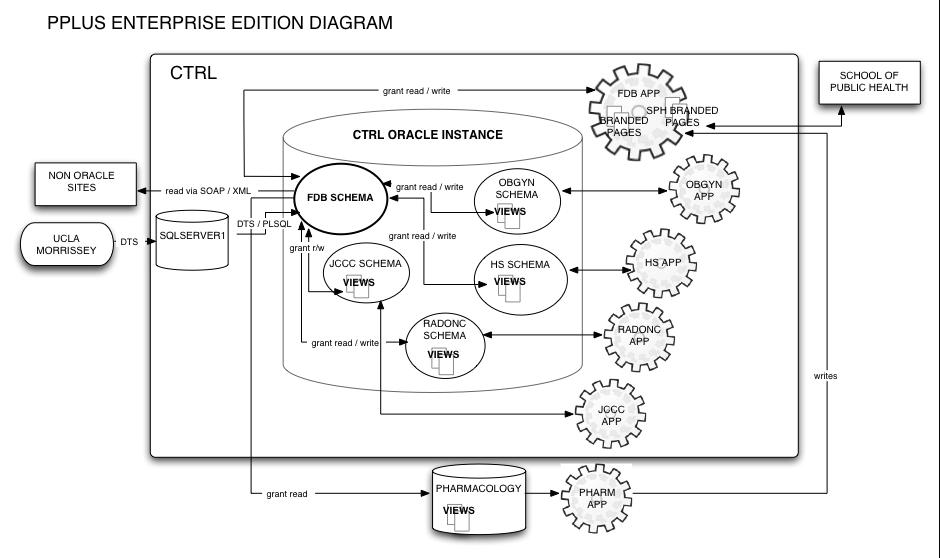 PPLUS ENTERPRISE EDITION DIAGRAM
CTRL
FDB APP
SPH BRANDED
PAGES
BRANDED
PAGES
SCHOOL OF
PUBLIC HEALTH
grant read / write
CTRL ORACLE INSTANCE
NON ORACLE
SITES
read via SOAP / XML
FDB SCHEMA
grant read / write
OBGYN
SCHEMA
VIEWS
OBGYN
APP
UCLA
MORRISSEY
DTS
SQLSERVER1
DTS / PLSQL
grant r/w
grant read / write
JCCC SCHEMA
VIEWS
HS SCHEMA
VIEWS
HS APP
RADONC
SCHEMA
VIEWS
grant read / write
RADONC
APP
writes
JCCC
APP
grant read
PHARMACOLOGY
VIEWS
PHARM
APP